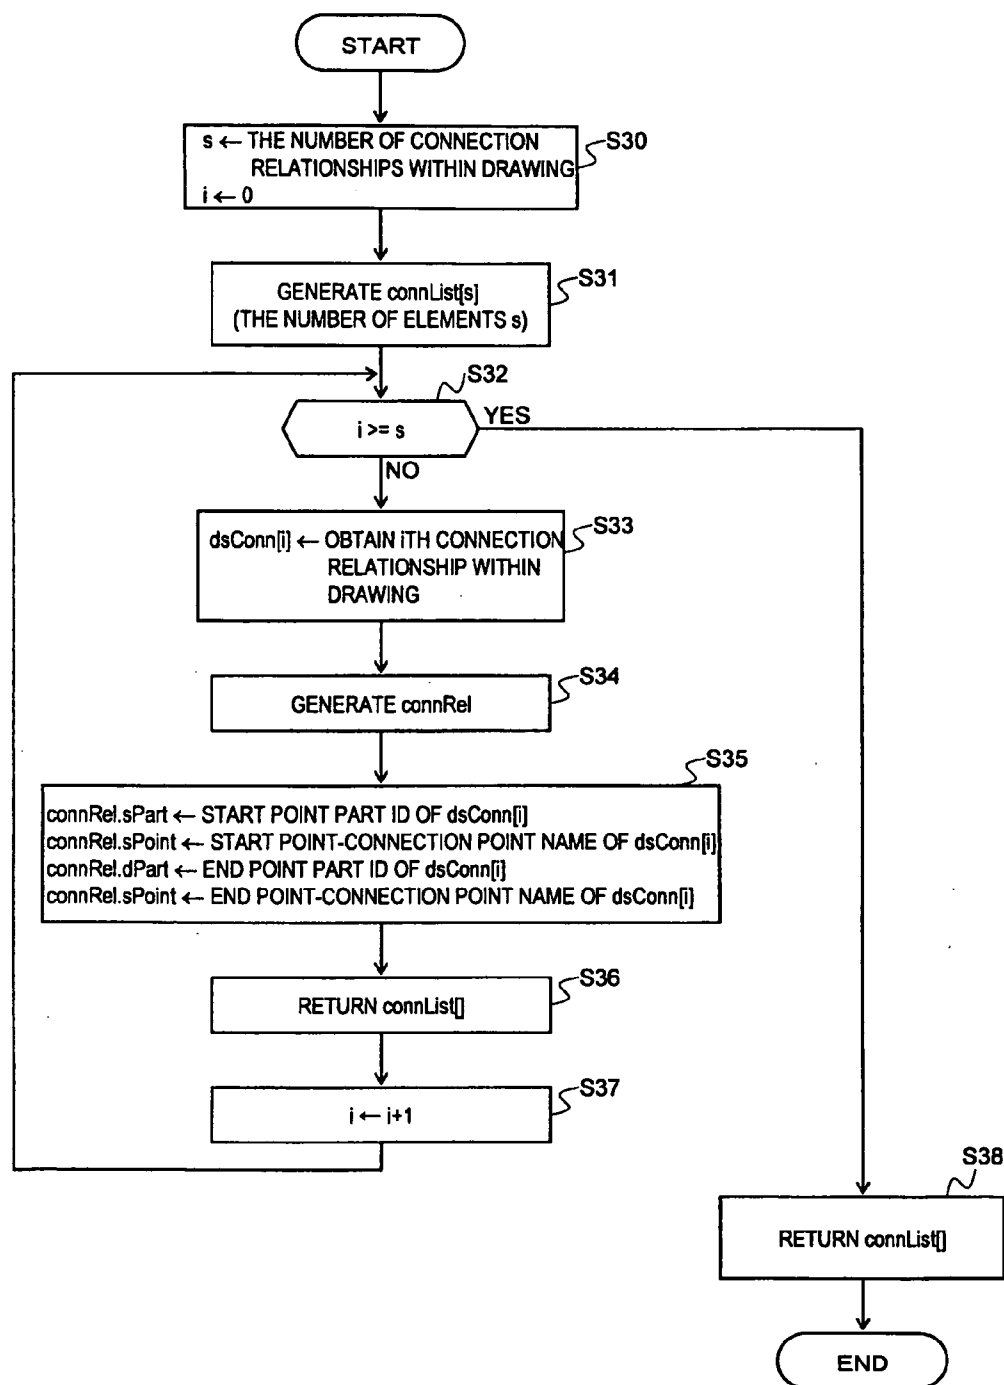 START
s ← THE NUMBER OF CONNECTION
RELATIONSHIPS WITHIN DRAWING
i ← 0
S30
GENERATE connList[s]
(THE NUMBER OF ELEMENTS s)
S31
S32
i >= s
YES
NO
dsConn[i] ← OBTAIN iTH CONNECTION
RELATIONSHIP WITHIN
DRAWING
S33
GENERATE connRel
S34
S35
connRel.sPart ← START POINT PART ID OF dsConn[i]
connRel.sPoint ← START POINT-CONNECTION POINT NAME OF dsConn[i]
connRel.dPart ← END POINT PART ID OF dsConn[i]
connRel.sPoint ← END POINT-CONNECTION POINT NAME OF dsConn[i]
RETURN connList[]
S36
i ← i+1
S37
S38
RETURN connList[]
END